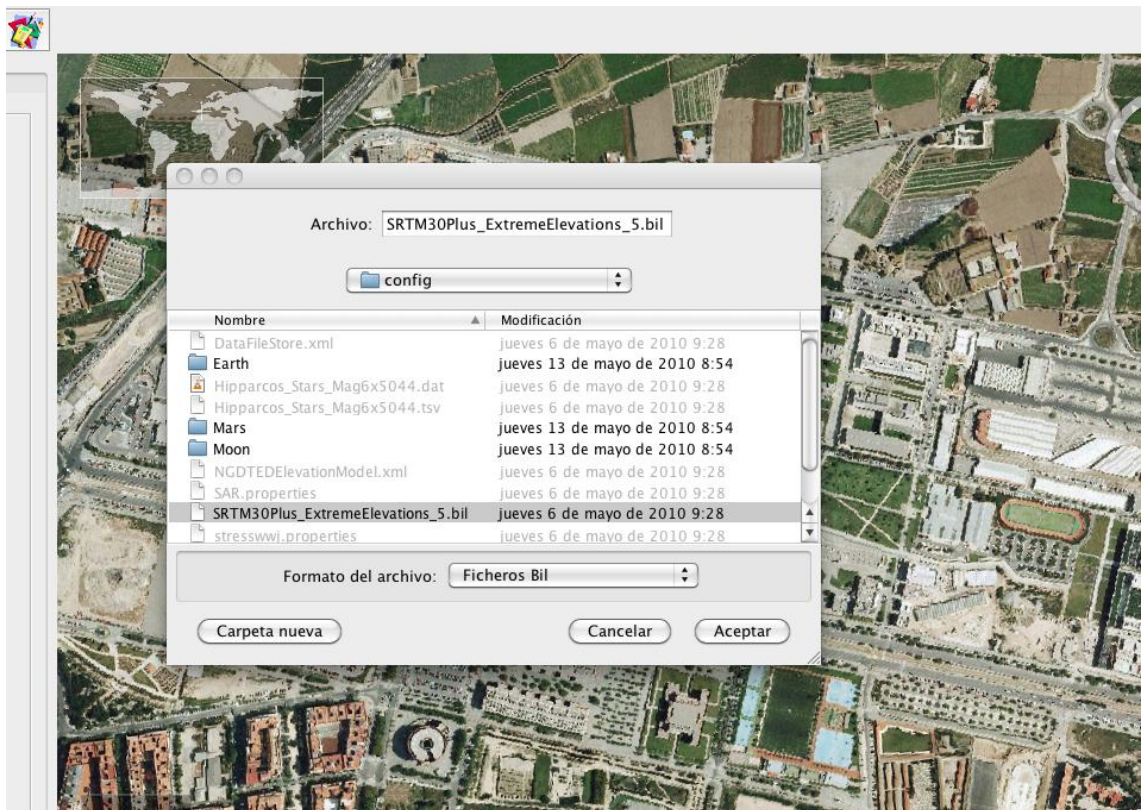 Archivo: SRTM30Plus_ExtremeElevations_5.bil
config
Nombre Modificación
DataFileStore.xml jueves 6 de mayo de 2010 9:28
Earth jueves 13 de mayo de 2010 8:54
Hipparcos_Stars_Mag6x5044.dat jueves 6 de mayo de 2010 9:28
Hipparcos_Stars_Mag6x5044.tsv jueves 6 de mayo de 2010 9:28
Mars jueves 13 de mayo de 2010 8:54
Moon jueves 13 de mayo de 2010 8:54
NGDTEDElevationModel.xml jueves 6 de mayo de 2010 9:28
SAR.properties jueves 6 de mayo de 2010 9:28
SRTM30Plus_ExtremeElevations_5.bil jueves 6 de mayo de 2010 9:28
stresswwj.properties jueves 6 de mayo de 2010 9:28
Formato del archivo: Ficheros Bil
Carpeta nueva Cancelar Aceptar